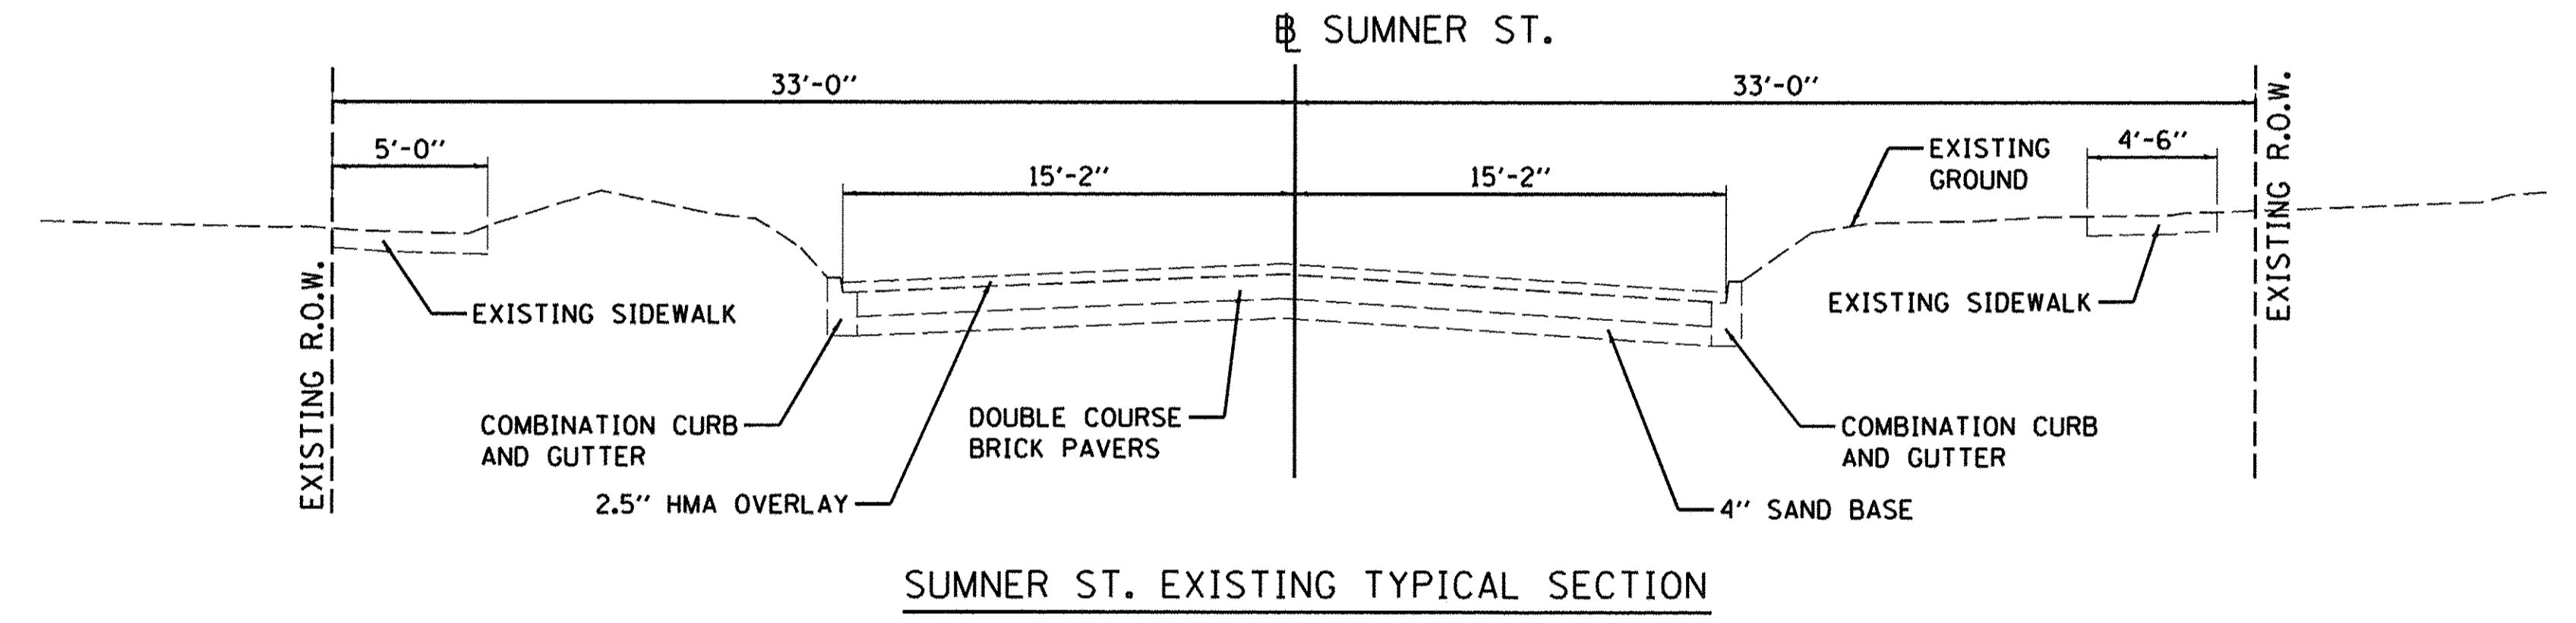 ℄ SUMNER ST.
33'-0" 33'-0"
5'-0"
15'-2" 15'-2"
4'-6"
EXISTING
GROUND
EXISTING R.O.W.
EXISTING R.O.W.
EXISTING SIDEWALK
EXISTING SIDEWALK
COMBINATION CURB
AND GUTTER
DOUBLE COURSE
BRICK PAVERS
COMBINATION CURB
AND GUTTER
2.5" HMA OVERLAY
4" SAND BASE
SUMNER ST. EXISTING TYPICAL SECTION